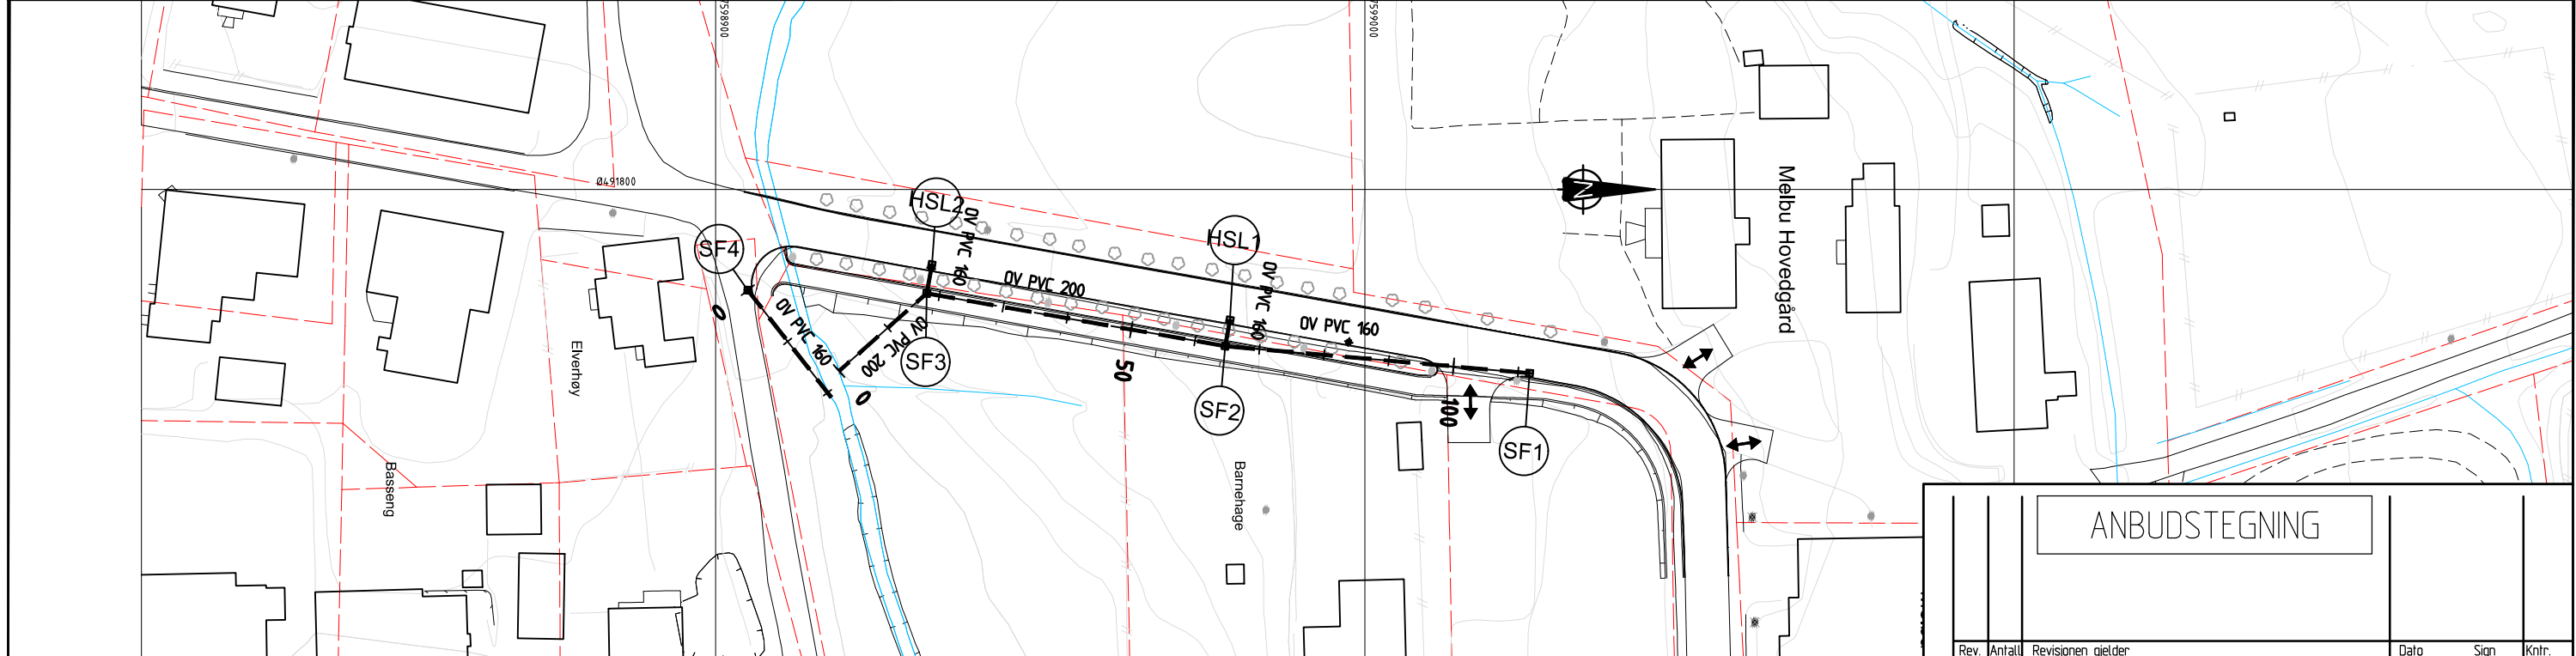 7598900
7599000
Ø491800
Melbu Hovedgård
N
HSL2
HSL1
SF4
OV PVC 160
OV PVC 200
OV PVC 160
OV PVC 160
0
OV PVC 160
OV PVC 200
SF3
50
SF2
100
SF1
0
Elverhøy
Basseng
Barnehage
ANBUDSTEGNING
Rev. Antall Revisjonen gjelder Dato Sign Kntr.